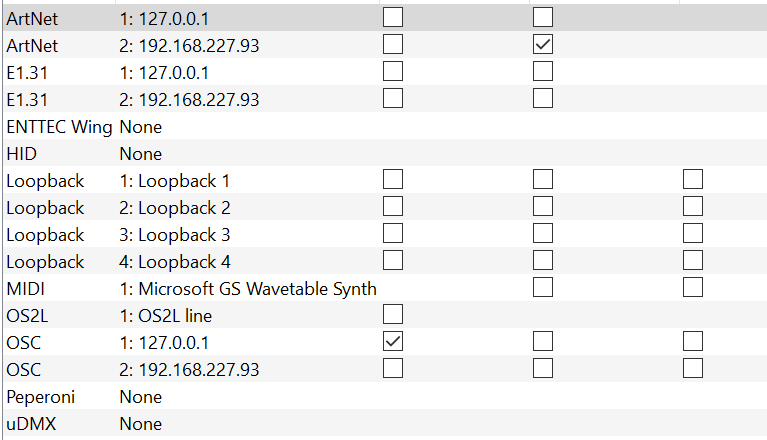 ArtNet 1: 127.0.0.1
ArtNet 2: 192.168.227.93
E1.31 1: 127.0.0.1
E1.31 2: 192.168.227.93
ENTTEC Wing None
HID None
Loopback 1: Loopback 1
Loopback 2: Loopback 2
Loopback 3: Loopback 3
Loopback 4: Loopback 4
MIDI 1: Microsoft GS Wavetable Synth
OS2L 1: OS2L line
OSC 1: 127.0.0.1
OSC 2: 192.168.227.93
Peperoni None
uDMX None